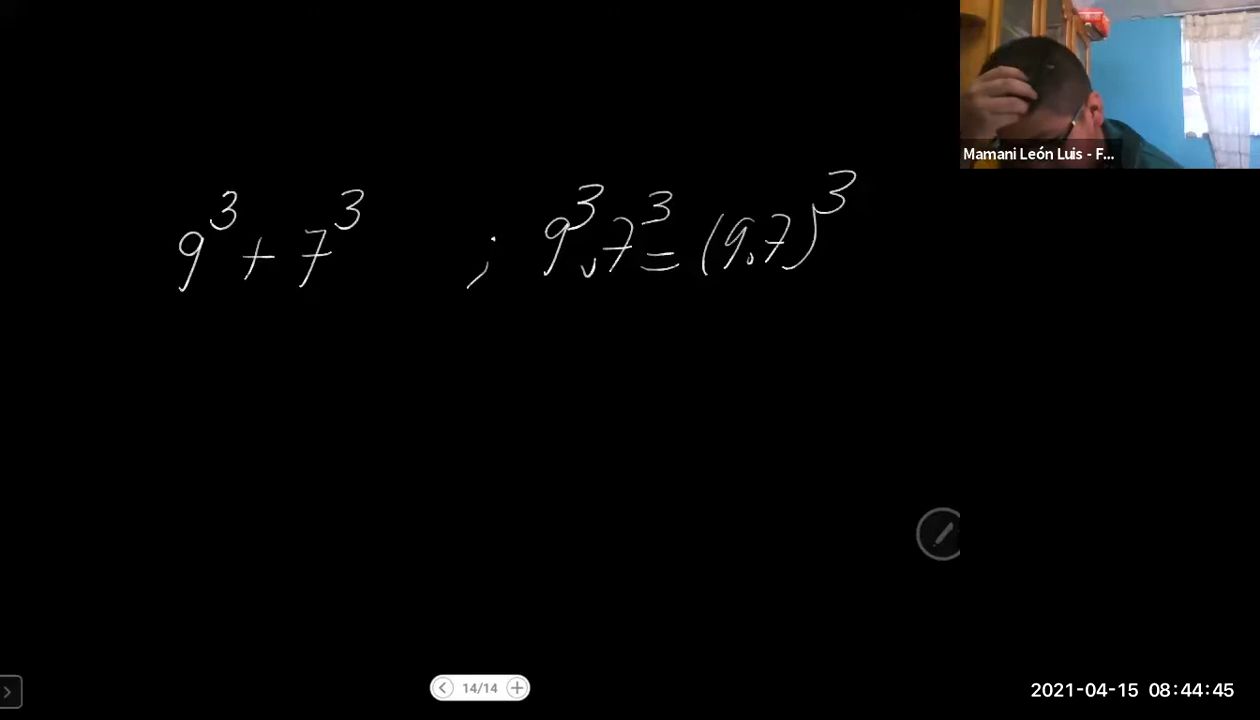 Mamani León Luis - F...
9³ + 7³ ; 9³.7³ = (9.7)³
14/14
2021-04-15 08:44:45